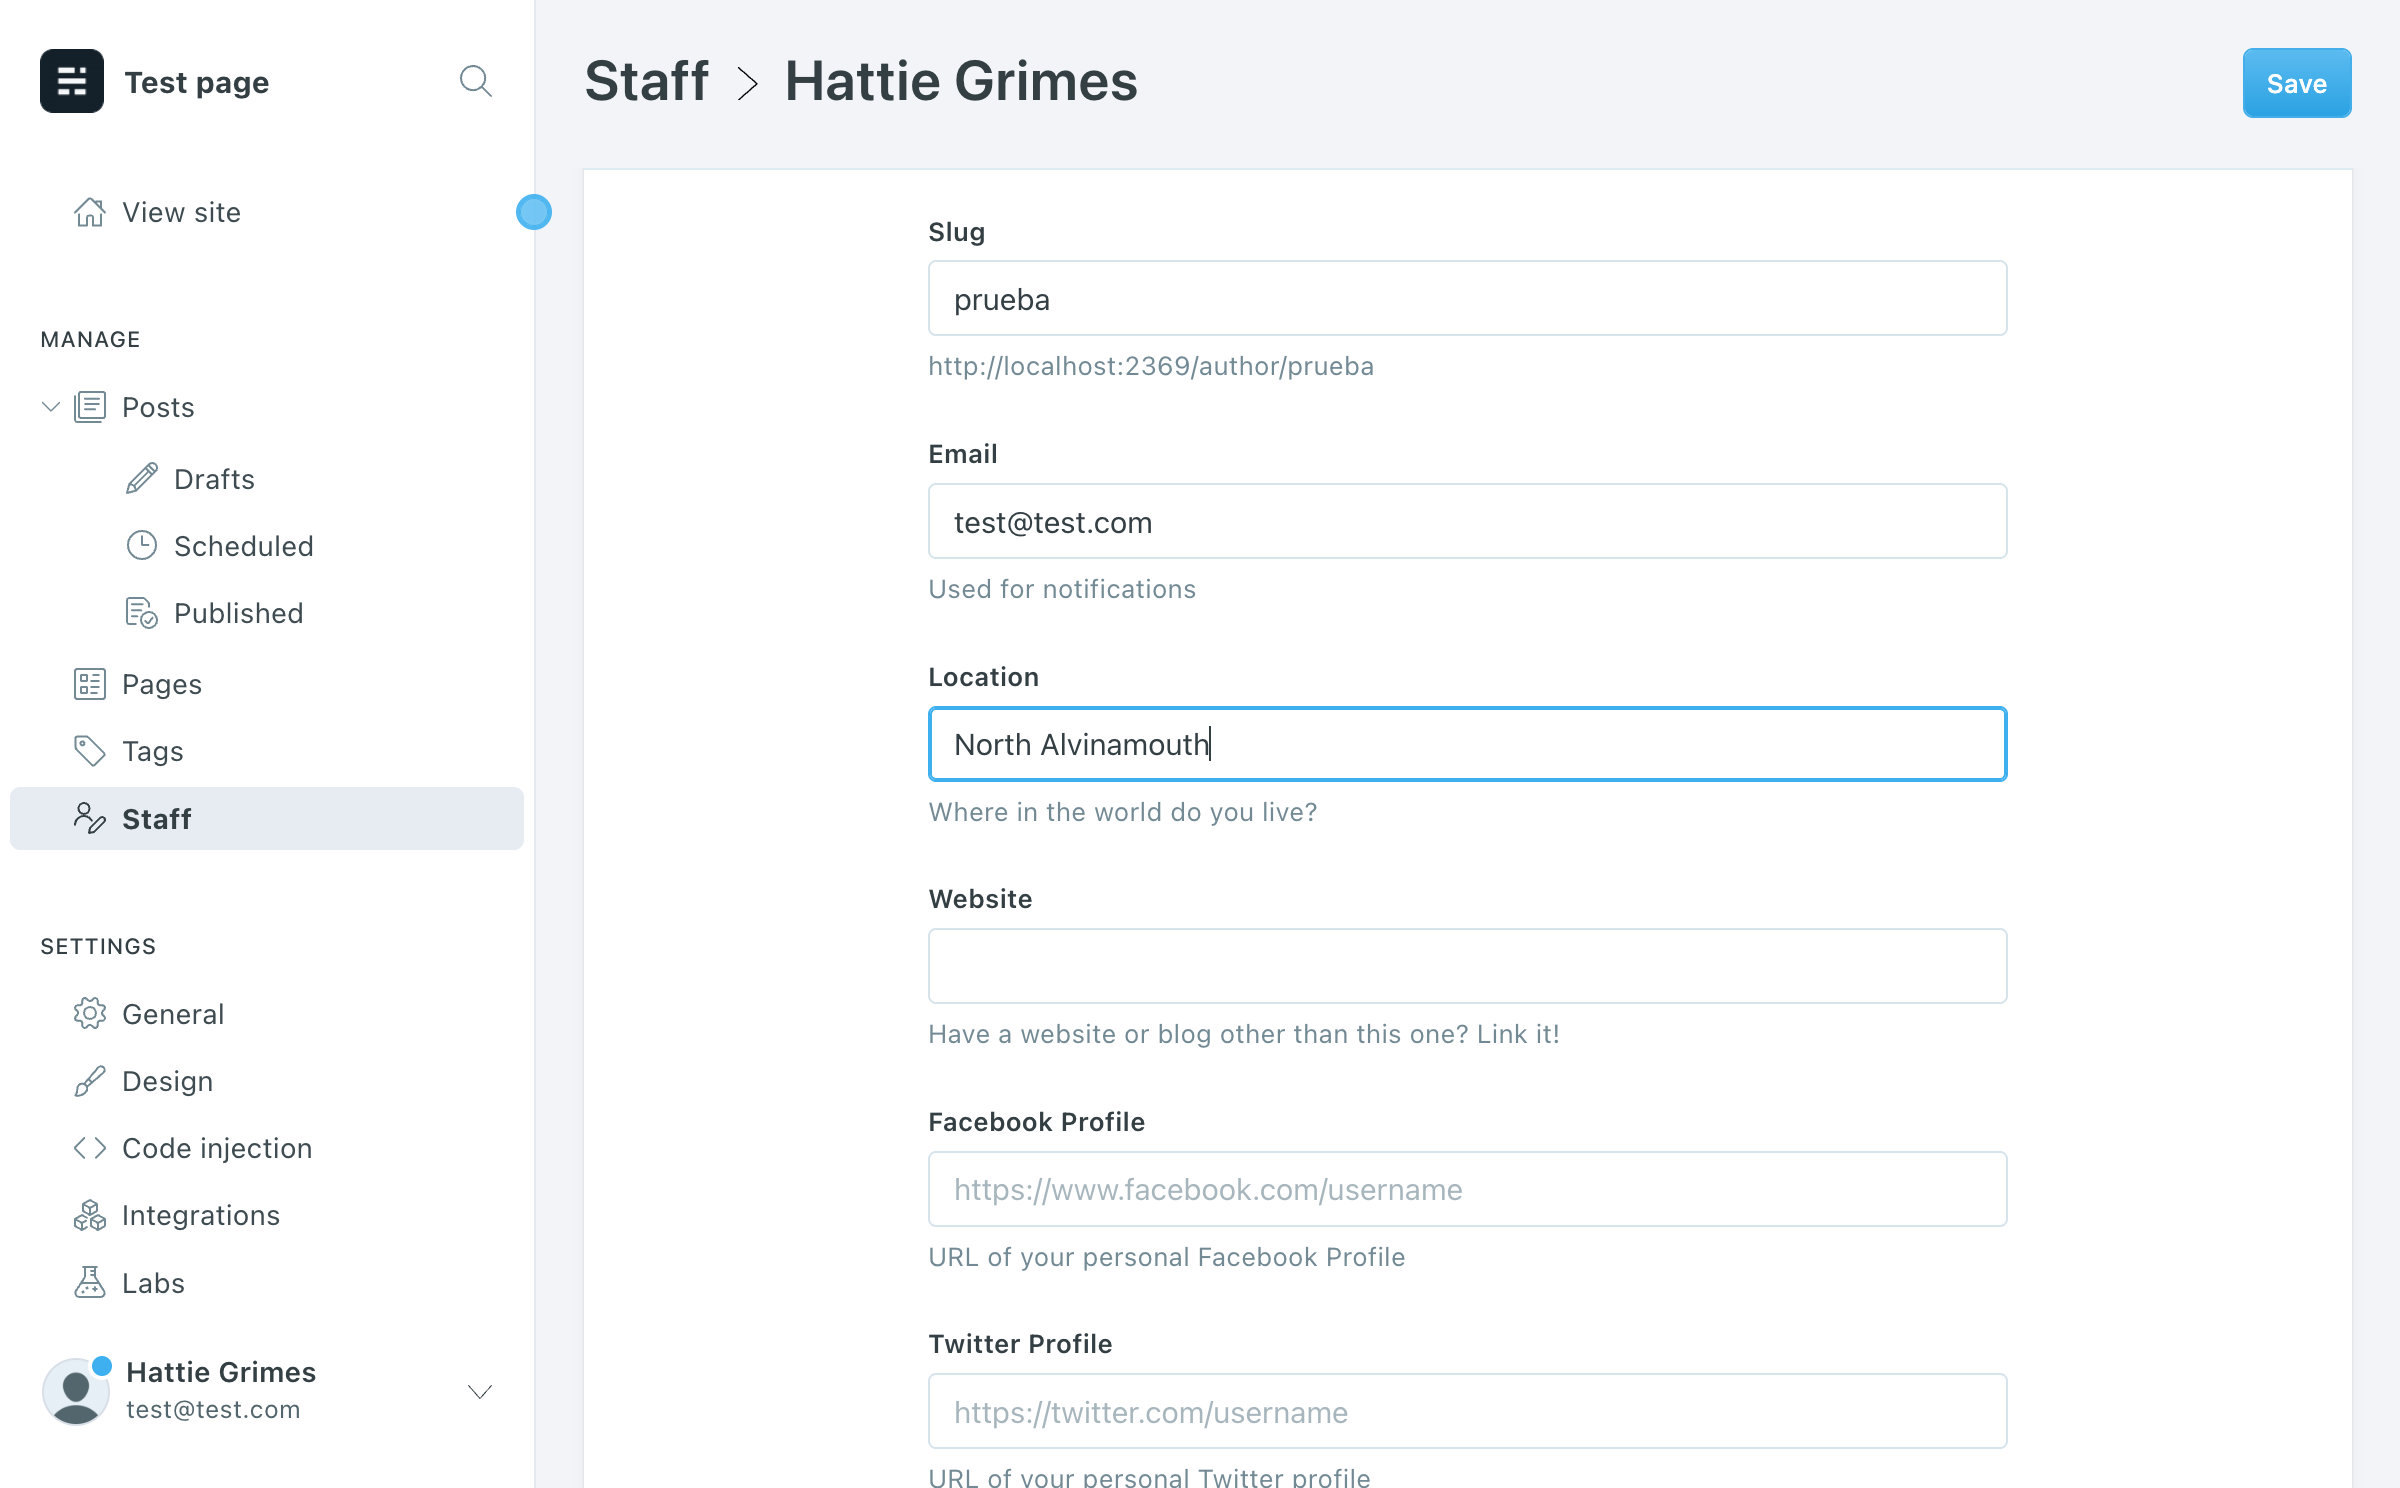 Test page
View site
MANAGE
Posts
Drafts
Scheduled
Published
Pages
Tags
Staff
SETTINGS
General
Design
Code injection
Integrations
Labs
Hattie Grimes
test@test.com
Staff > Hattie Grimes
Save
Slug
prueba
http://localhost:2369/author/prueba
Email
test@test.com
Used for notifications
Location
North Alvinamouth
Where in the world do you live?
Website
Have a website or blog other than this one? Link it!
Facebook Profile
https://www.facebook.com/username
URL of your personal Facebook Profile
Twitter Profile
https://twitter.com/username
URL of your personal Twitter profile